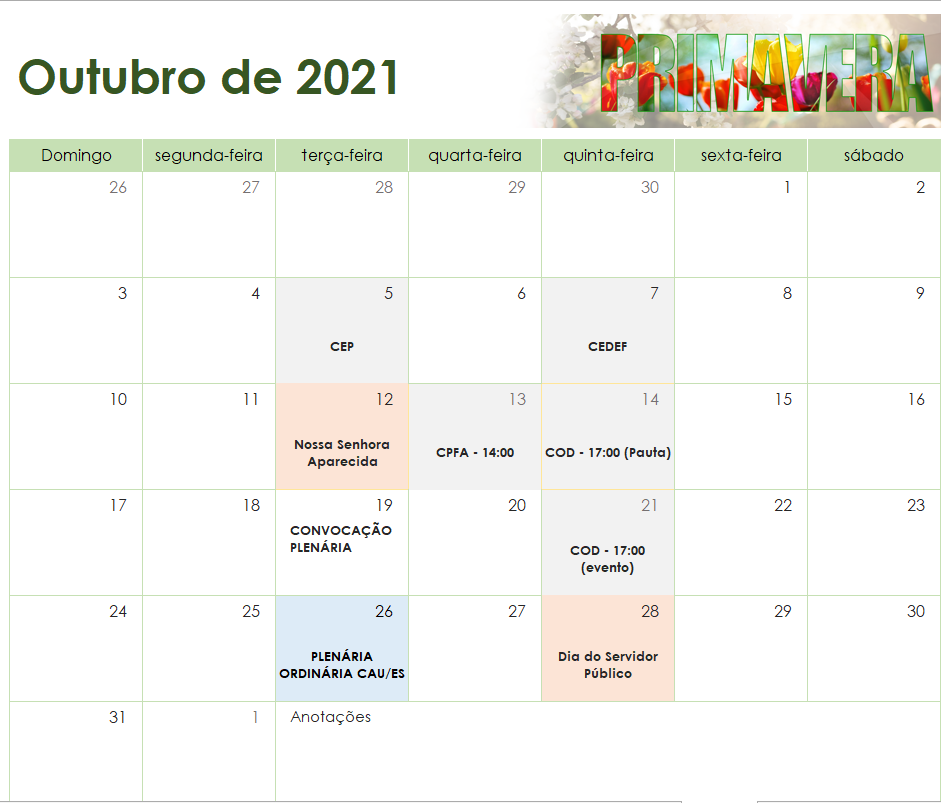 PRIMAVERA
Outubro de 2021
Domingo segunda-feira terça-feira quarta-feira quinta-feira sexta-feira sábado
26 27 28 29 30 1 2
3 4 5 6 7 8 9
CEP CEDEF
10 11 12 13 14 15 16
Nossa Senhora
Aparecida
CPFA - 14:00
COD - 17:00 (Pauta)
17 18 19 20 21 22 23
CONVOCAÇÃO
PLENÁRIA
COD - 17:00
(evento)
24 25 26 27 28 29 30
PLENÁRIA
ORDINÁRIA CAU/ES
Dia do Servidor
Público
31 1 Anotações